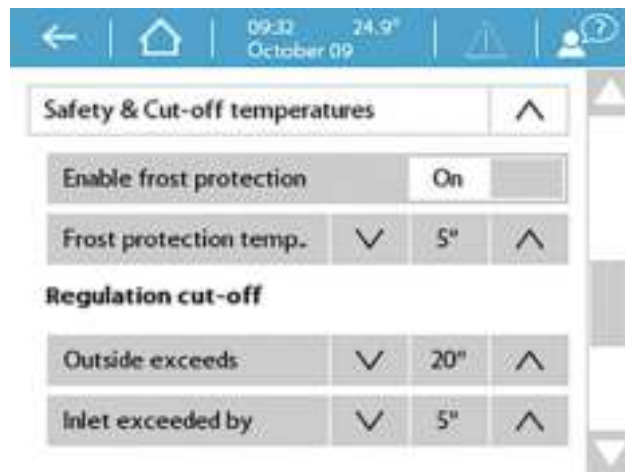 09:32 24.9°
October 09
?
Safety & Cut-off temperatures
Enable frost protection On
Frost protection temp. 5°
Regulation cut-off
Outside exceeds 20°
Inlet exceeded by 5°